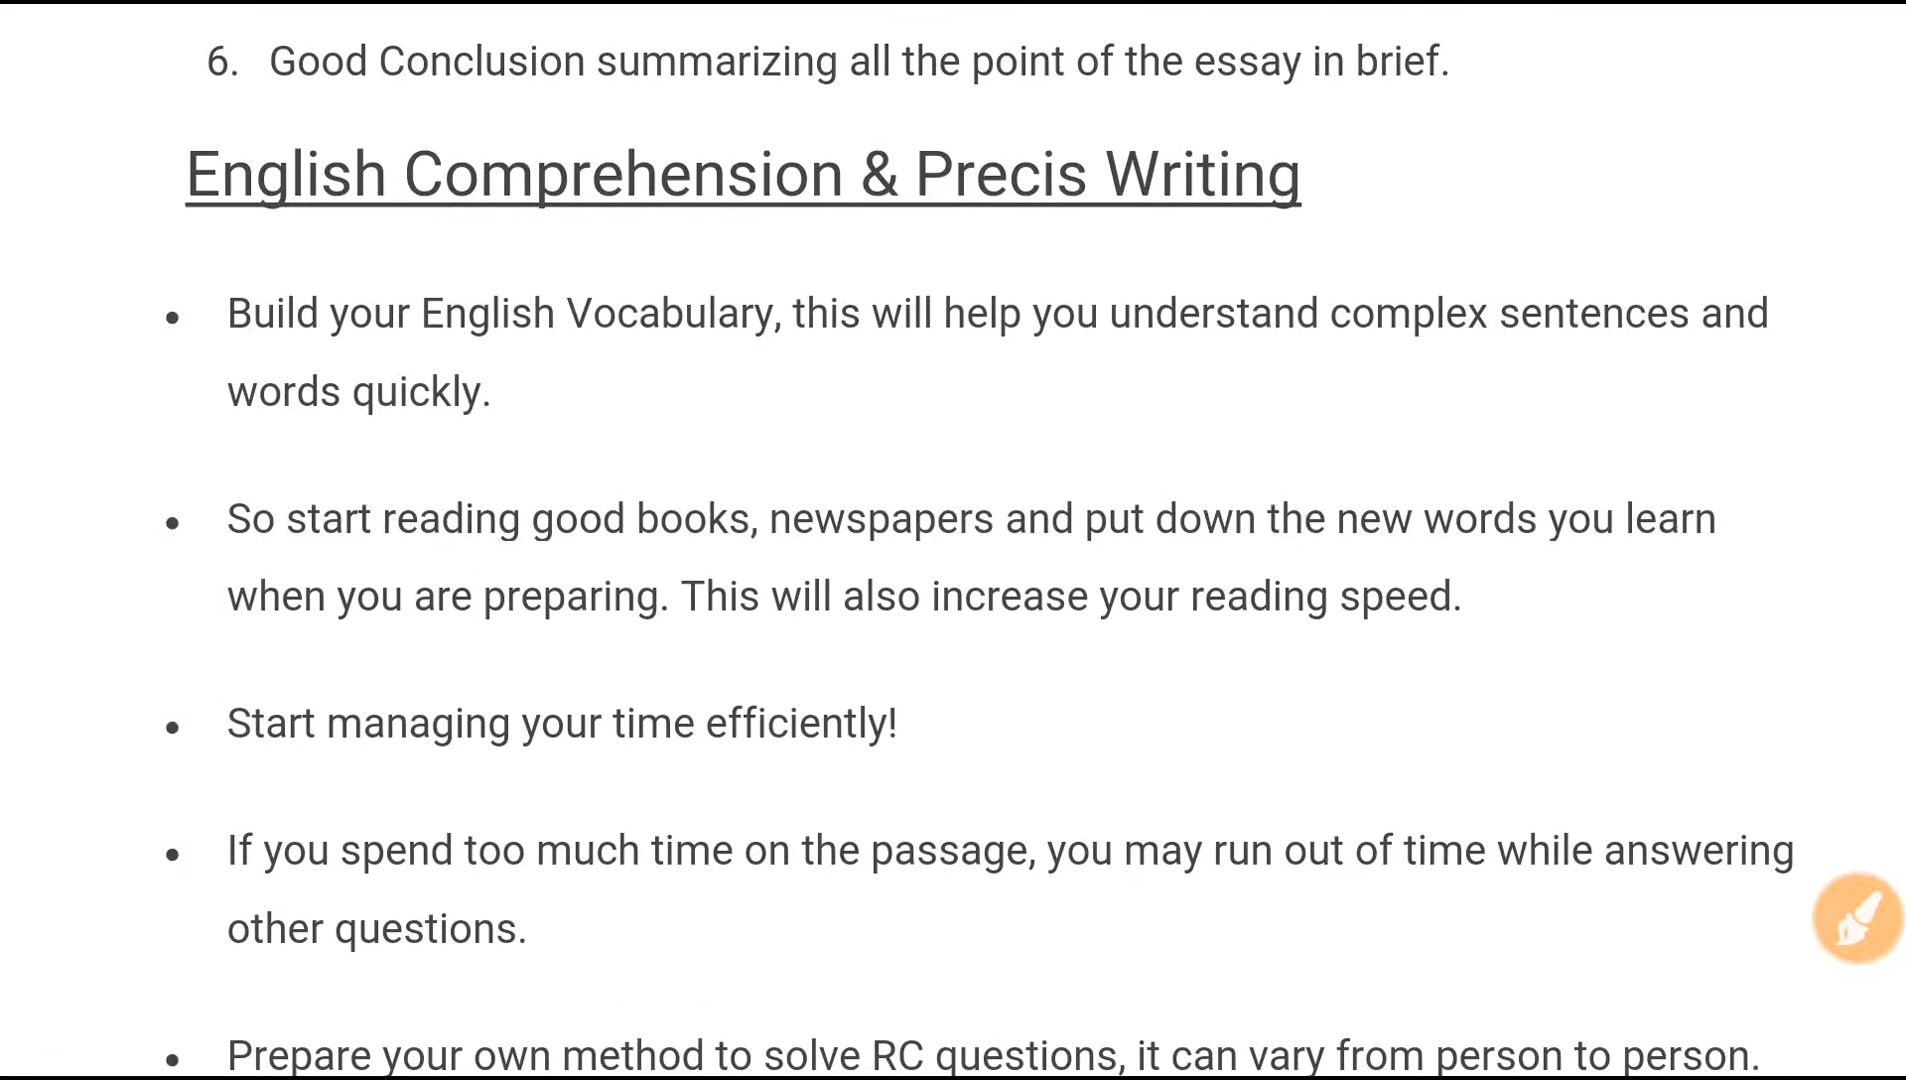 6. Good Conclusion summarizing all the point of the essay in brief.
English Comprehension & Precis Writing
• Build your English Vocabulary, this will help you understand complex sentences and
words quickly.
• So start reading good books, newspapers and put down the new words you learn
when you are preparing. This will also increase your reading speed.
• Start managing your time efficiently!
• If you spend too much time on the passage, you may run out of time while answering
other questions.
• Prepare your own method to solve RC questions, it can vary from person to person.